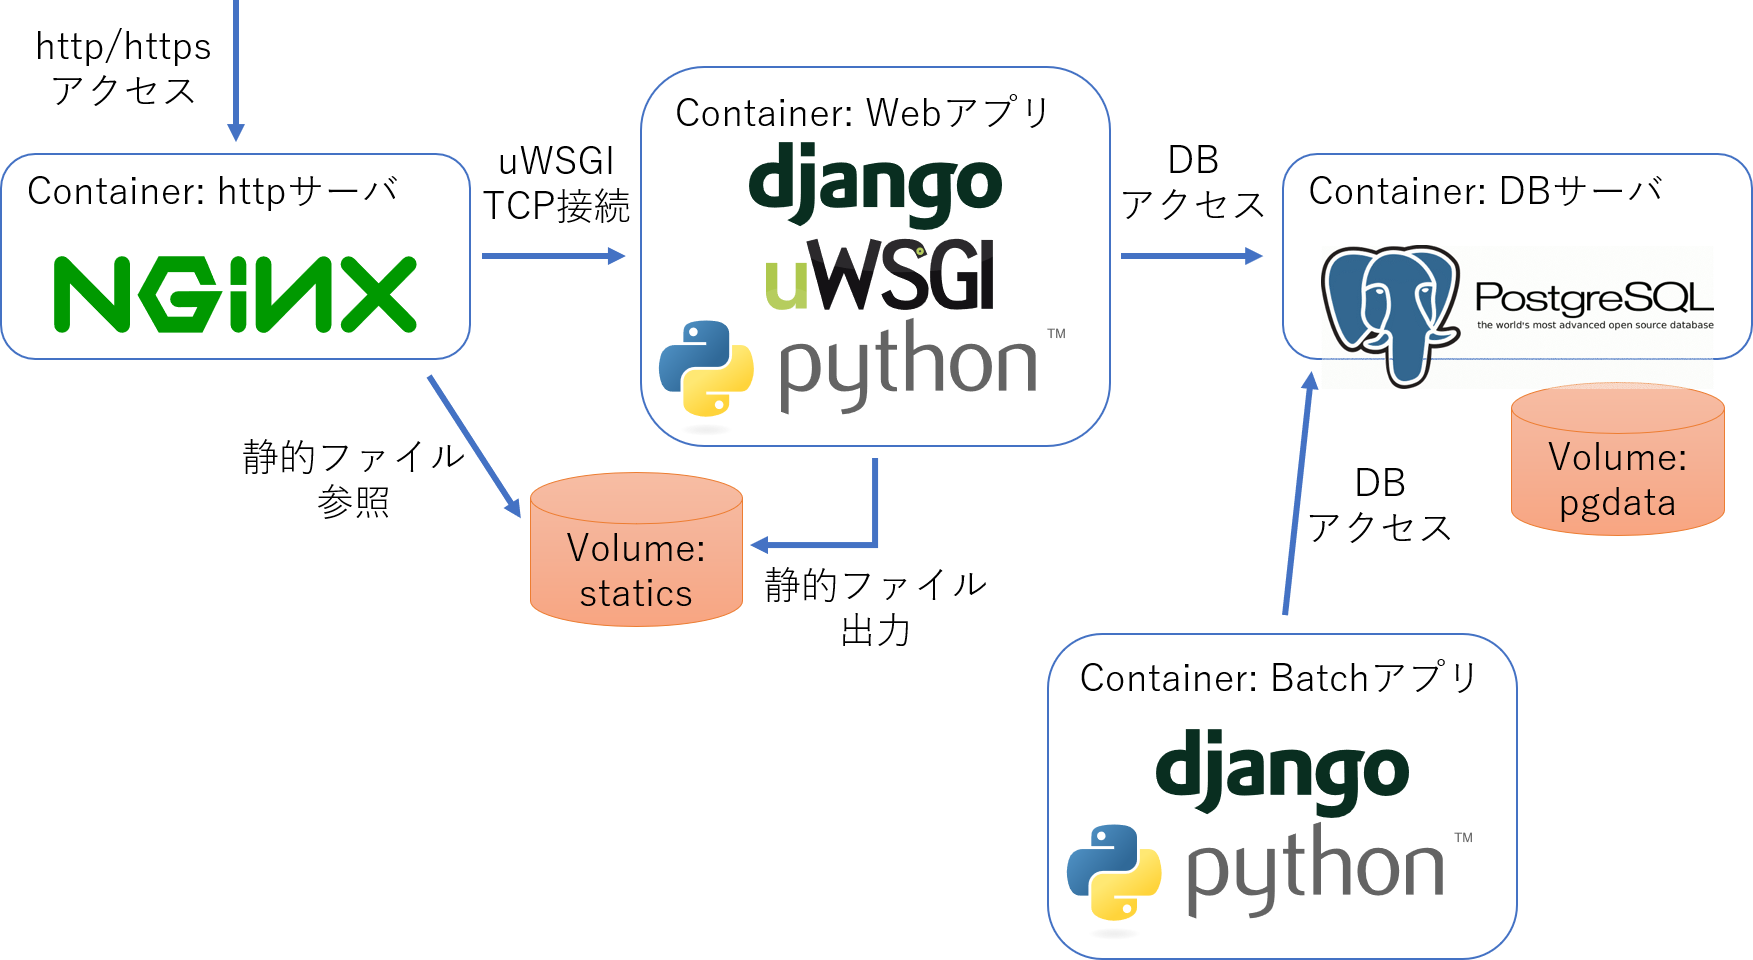 http/https
アクセス
Container: httpサーバ
NGiNX
uWSGI
TCP接続
Container: Webアプリ
django
uWSGI
python™
DB
アクセス
Container: DBサーバ
PostgreSQL
the world's most advanced open source database
静的ファイル
参照
Volume:
statics
静的ファイル
出力
DB
アクセス
Volume:
pgdata
Container: Batchアプリ
django
python™